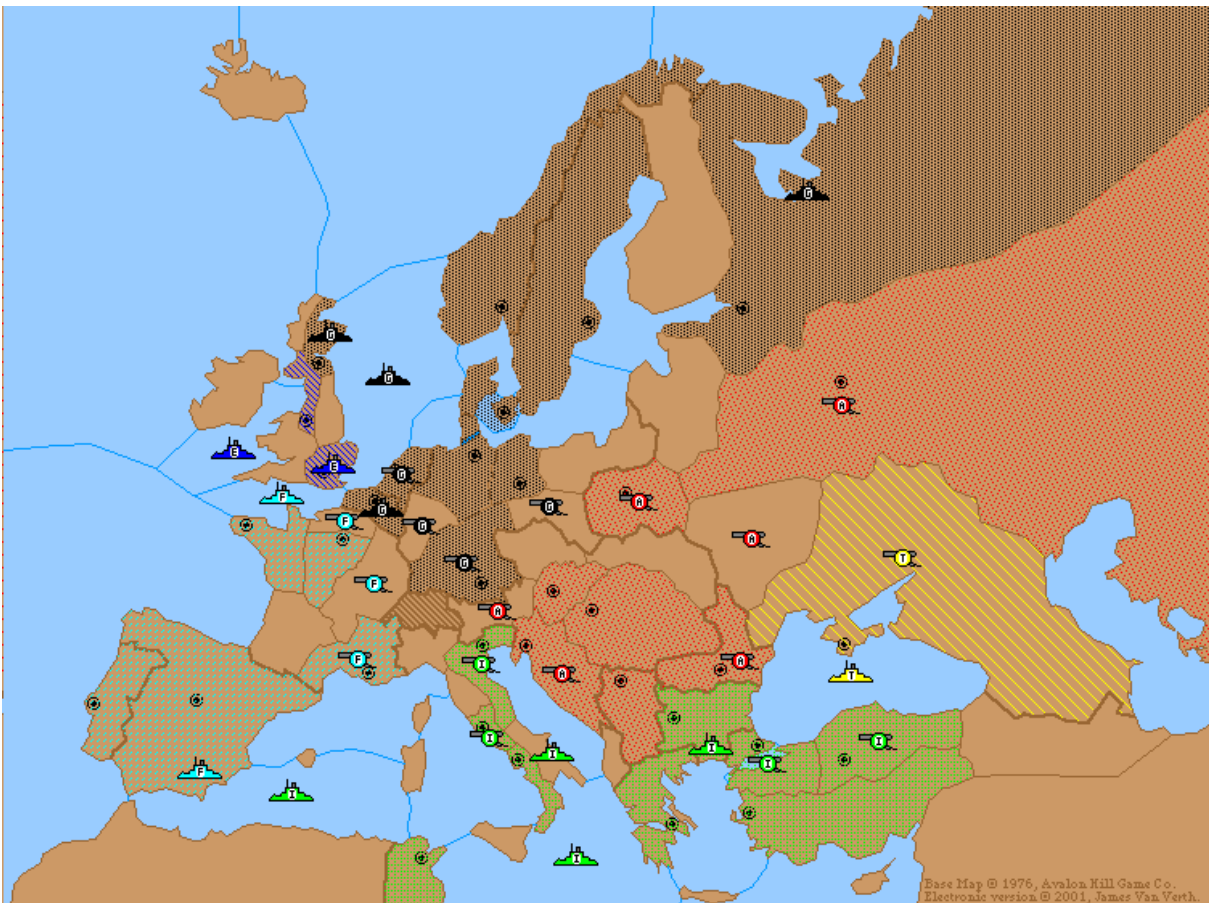 G
G
G
A
E
E
G
F
A
G
G
F
G
A
T
G
F
A
F
A
I
A
T
I
I
I
I
I
F
I
I
Base Map © 1976, Avalon Hill Game Co.
Electronic version © 2001, James Van Verth.